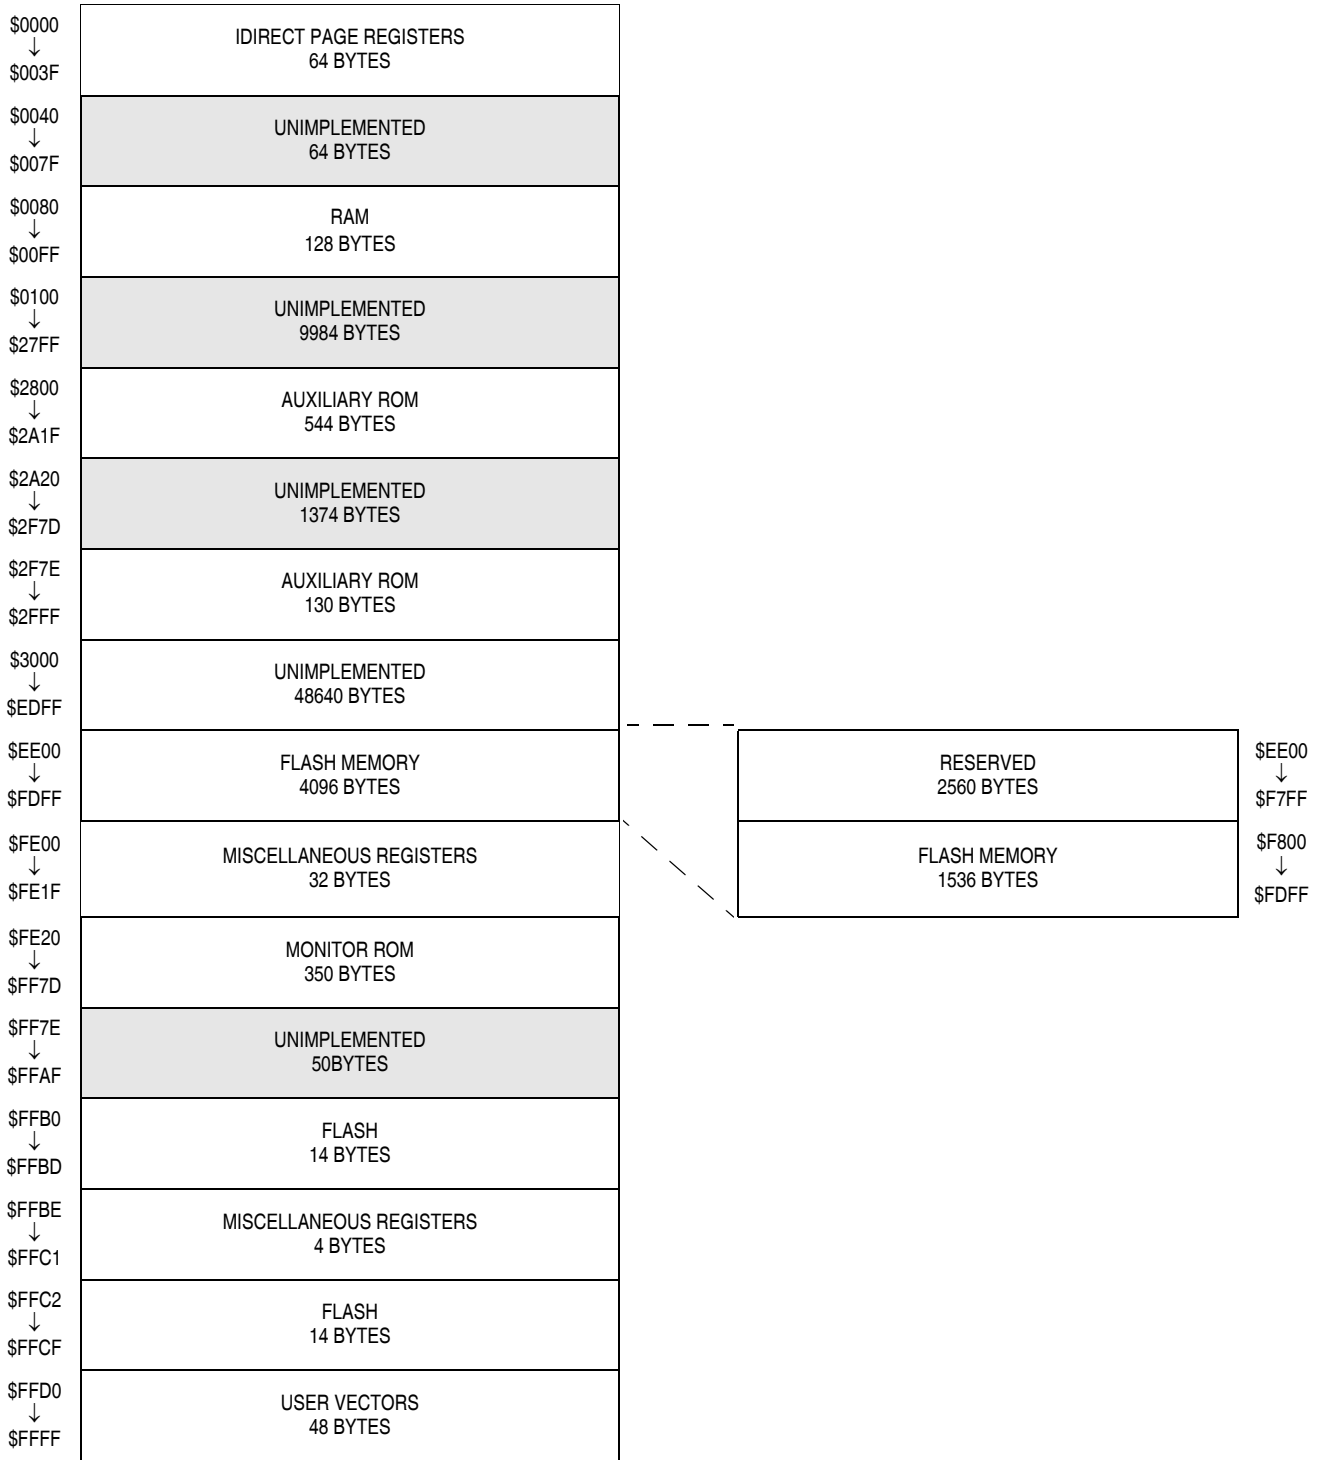 $0000
↓
$003F
IDIRECT PAGE REGISTERS
64 BYTES
$0040
↓
$007F
UNIMPLEMENTED
64 BYTES
$0080
↓
$00FF
RAM
128 BYTES
$0100
↓
$27FF
UNIMPLEMENTED
9984 BYTES
$2800
↓
$2A1F
AUXILIARY ROM
544 BYTES
$2A20
↓
$2F7D
UNIMPLEMENTED
1374 BYTES
$2F7E
↓
$2FFF
AUXILIARY ROM
130 BYTES
$3000
↓
$EDFF
UNIMPLEMENTED
48640 BYTES
$EE00
↓
$FDFF
FLASH MEMORY
4096 BYTES
RESERVED
2560 BYTES
$EE00
↓
$F7FF
$FE00
↓
$FE1F
MISCELLANEOUS REGISTERS
32 BYTES
FLASH MEMORY
1536 BYTES
$F800
↓
$FDFF
$FE20
↓
$FF7D
MONITOR ROM
350 BYTES
$FF7E
↓
$FFAF
UNIMPLEMENTED
50BYTES
$FFB0
↓
$FFBD
FLASH
14 BYTES
$FFBE
↓
$FFC1
MISCELLANEOUS REGISTERS
4 BYTES
$FFC2
↓
$FFCF
FLASH
14 BYTES
$FFD0
↓
$FFFF
USER VECTORS
48 BYTES